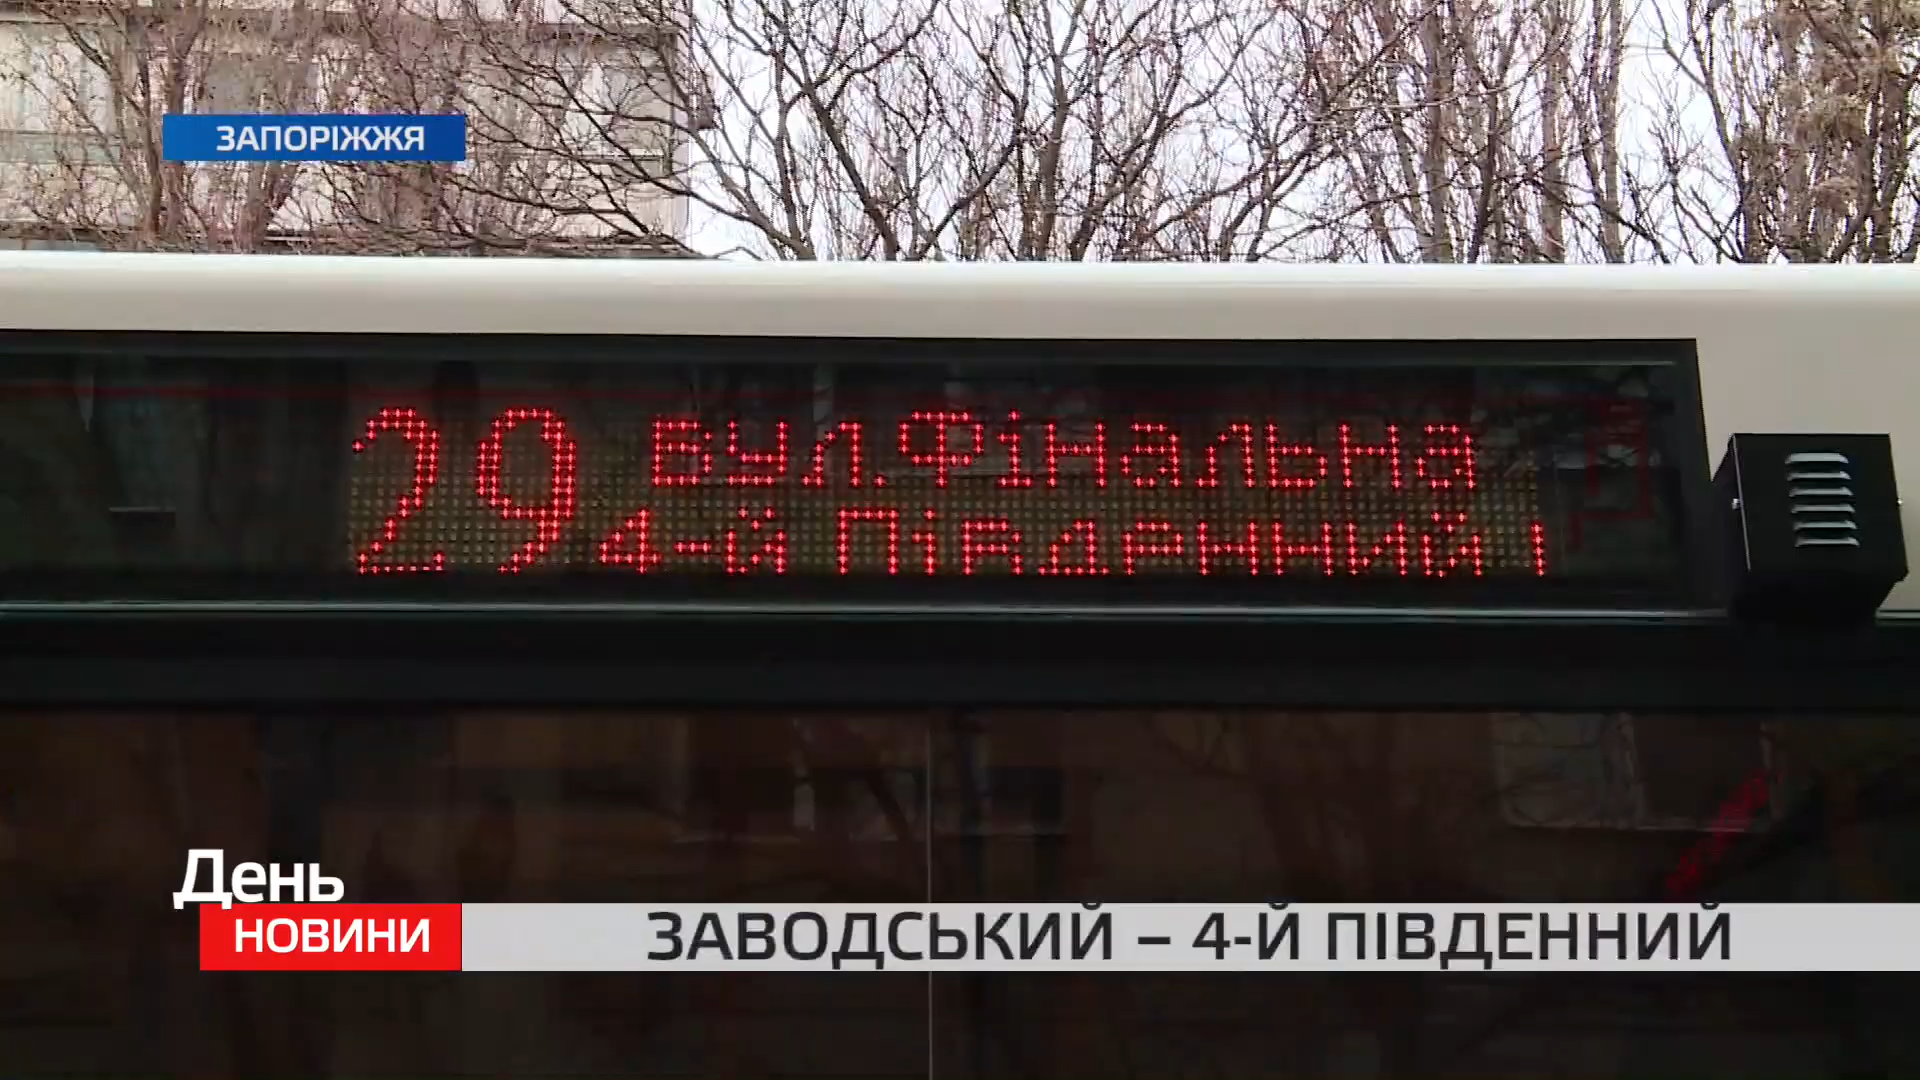 ЗАПОРІЖЖЯ
29 вул.Фінальна
4-й Південний
День
НОВИНИ
ЗАВОДСЬКИЙ – 4-Й ПІВДЕННИЙ